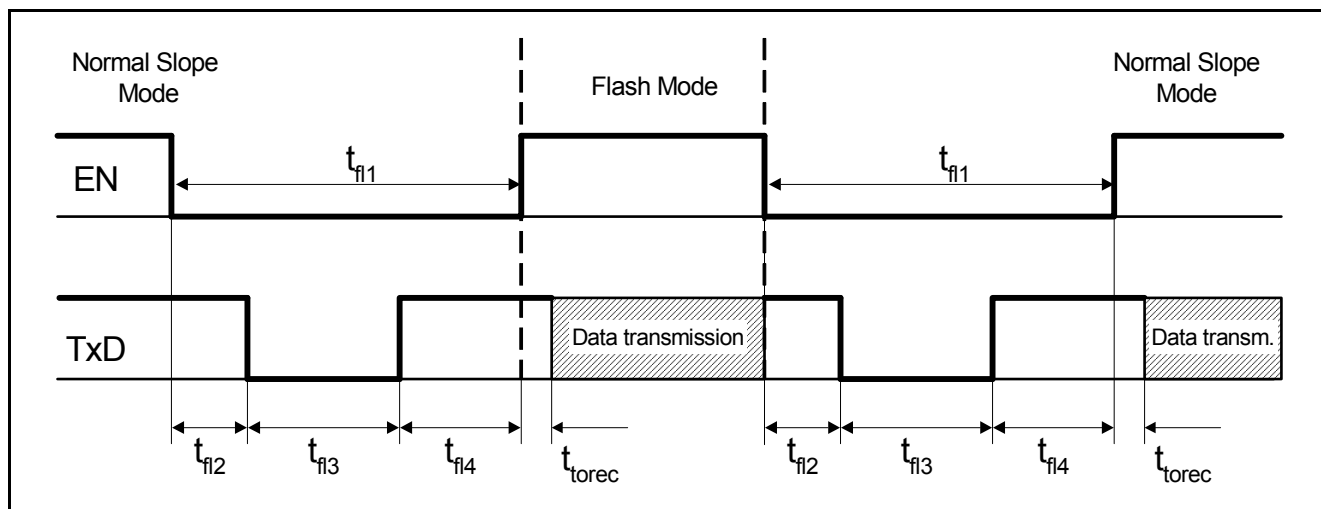 Normal Slope
Mode
Flash Mode
Normal Slope
Mode
EN
tfl1
tfl1
TxD
Data transmission
Data transm.
tfl2
tfl3
tfl4
ttorec
tfl2
tfl3
tfl4
ttorec